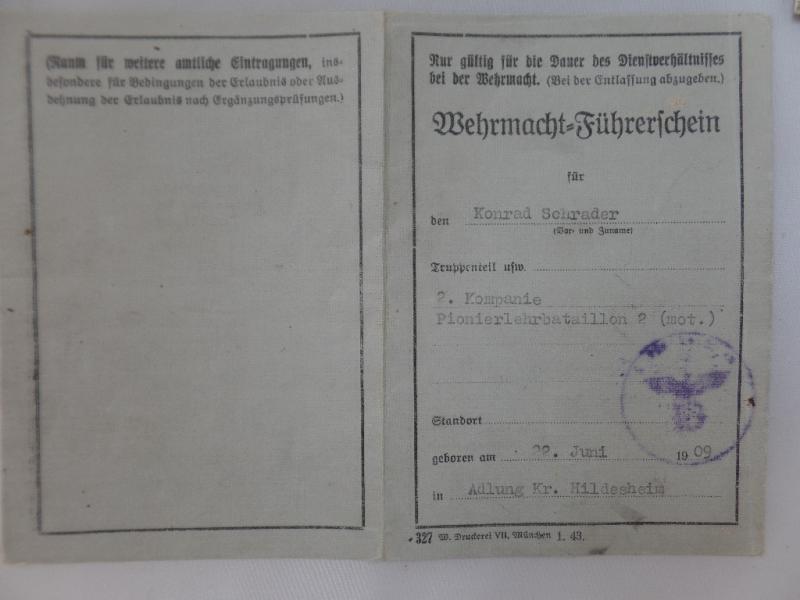 (Raum für weitere amtliche Eintragungen, ins-
besondere für Bedingungen der Erlaubnis oder Aus-
dehnung der Erlaubnis nach Ergänzungsprüfungen.)
Nur gültig für die Dauer des Dienstverhältnisses
bei der Wehrmacht. (Bei der Entlassung abzugeben.)
Wehrmacht-Führerschein
für
den Konrad Schrader
(Vor- und Zuname)
Truppenteil usw.
2. Kompanie
Pionierlehrbataillon 2 (mot.)
Standort
geboren am 22. Juni 1909
in Adlung Kr. Hildesheim
327 W. Druckerei VII, München 1. 43.